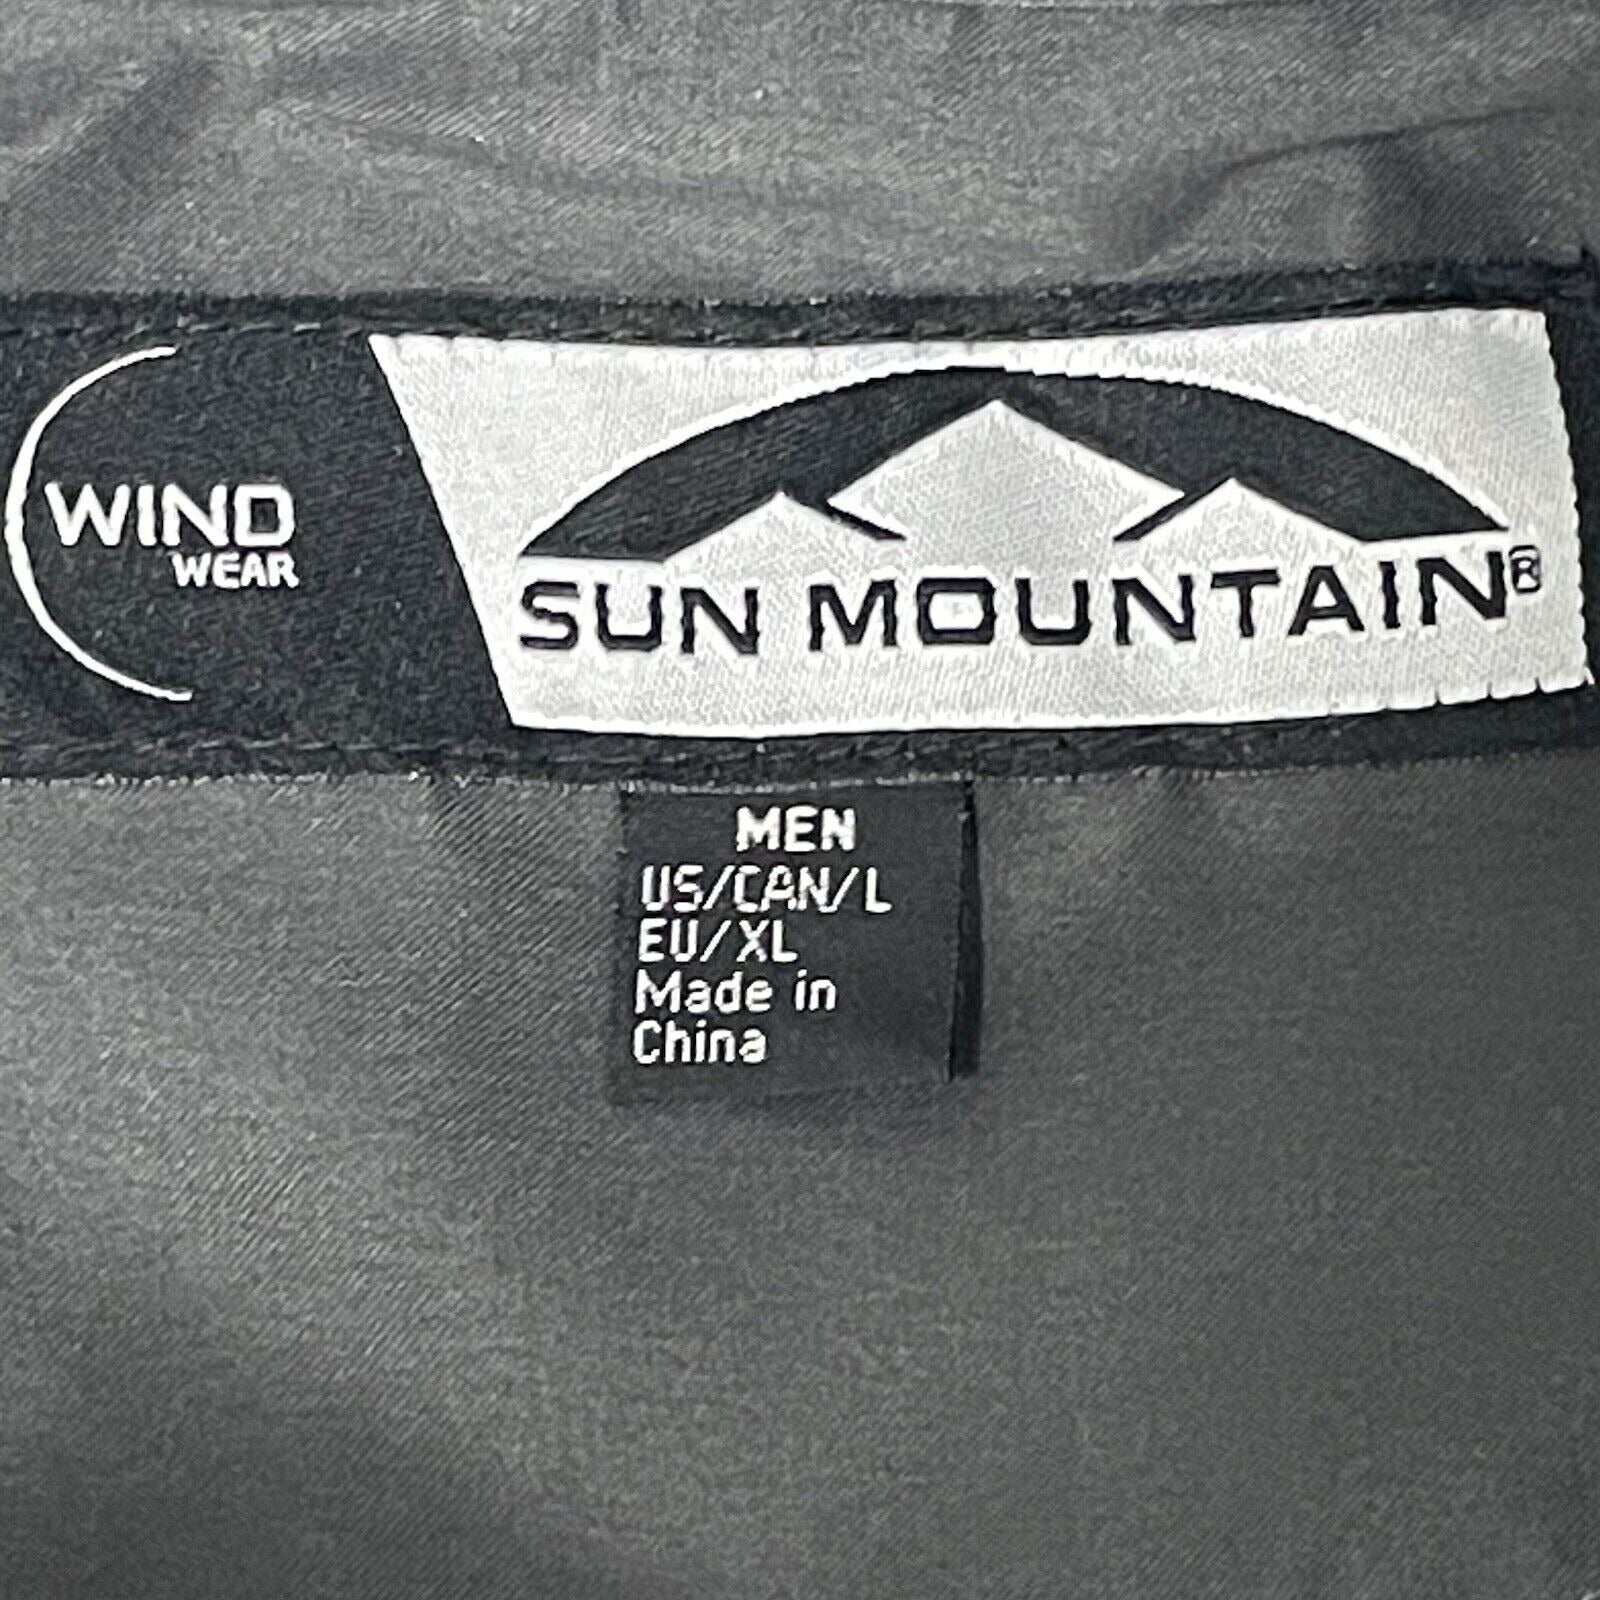 WIND
WEAR
SUN MOUNTAIN®
MEN
US/CAN/L
EU/XL
Made in
China